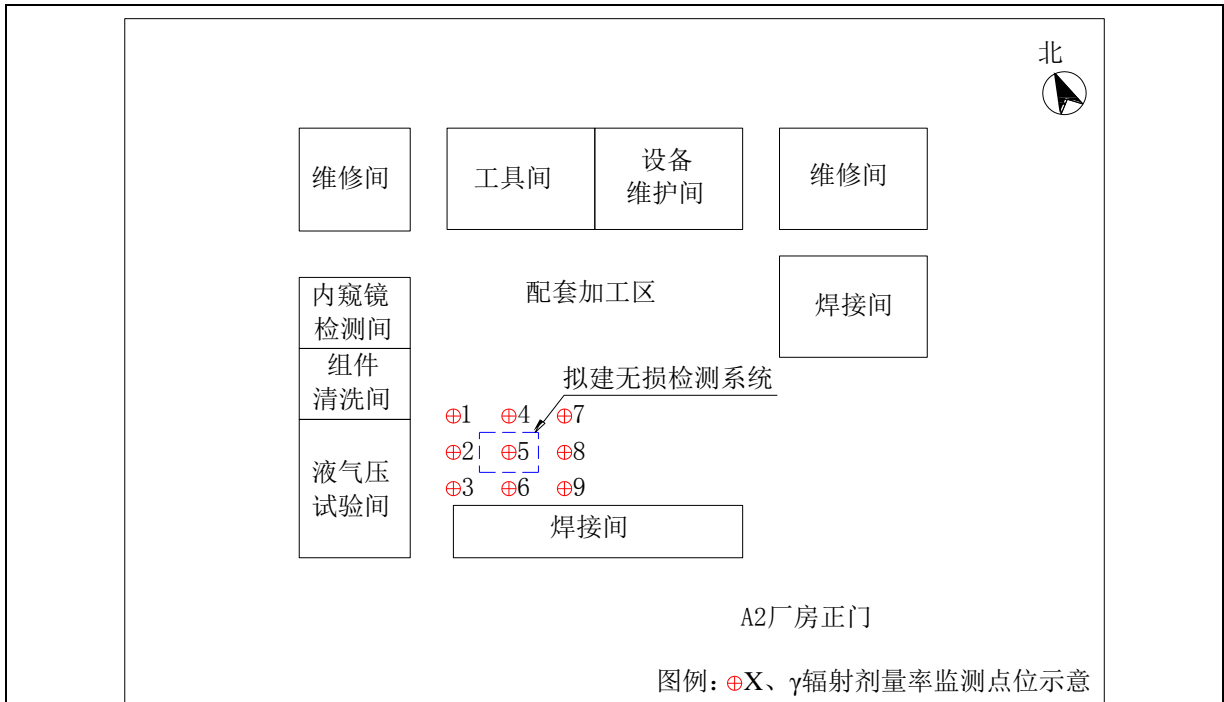 北
维修间
工具间
设备
维护间
维修间
内窥镜
检测间
配套加工区
焊接间
组件
清洗间
拟建无损检测系统
⊕1 ⊕4 ⊕7
⊕2 ⊕5 ⊕8
⊕3 ⊕6 ⊕9
液气压
试验间
焊接间
A2厂房正门
图例:⊕X、γ辐射剂量率监测点位示意